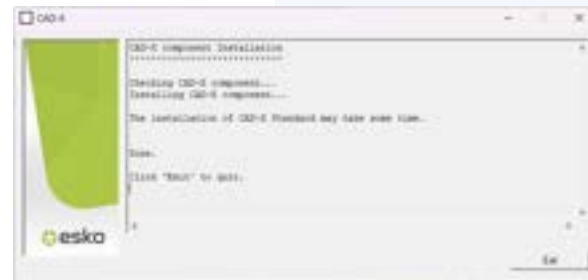 CAD-X
CAD-X component Installation
****************************
Checking CAD-X component...
Installing CAD-X component...
The installation of CAD-X Standard may take some time.
Done.
Click "Exit" to quit.
esko
Exit